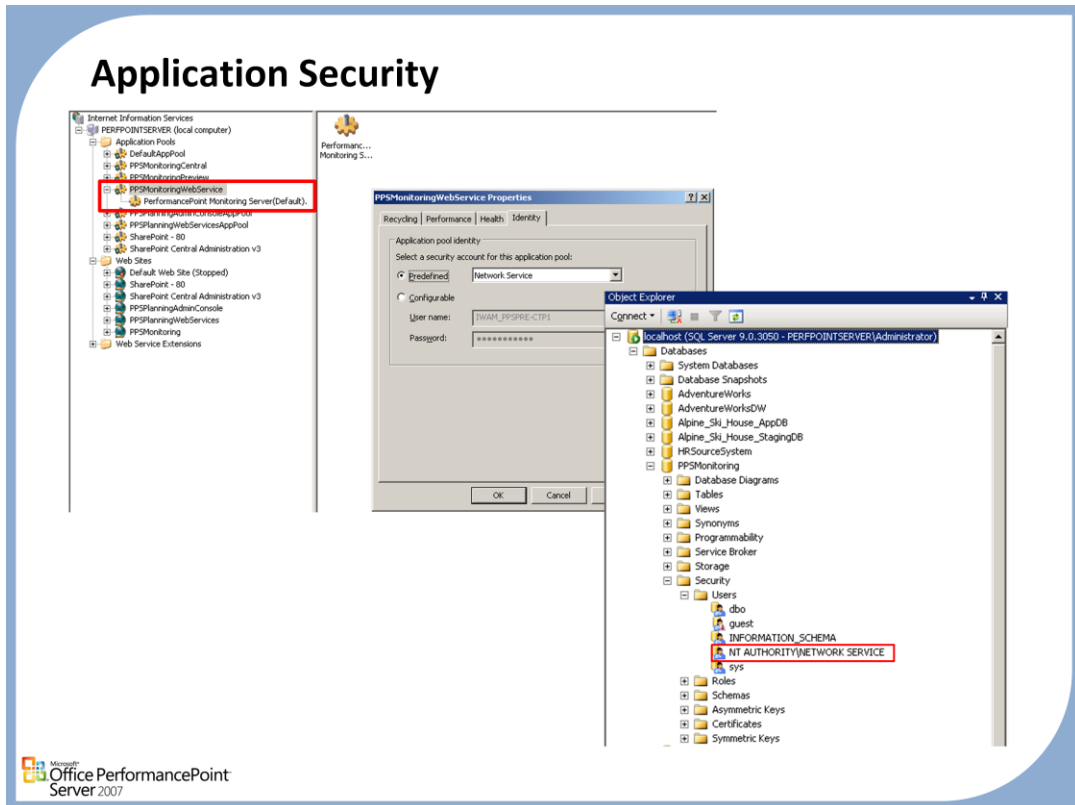 Application Security
Internet Information Services
PERFPOINTSERVER (local computer)
Application Pools
DefaultAppPool
PPSMonitoringCentral
PPSMonitoringPreview
PPSMonitoringWebService
PerformancePoint Monitoring Server(Default).
PPSPlanningAdminConsoleAppPool
PPSPlanningWebServicesAppPool
SharePoint - 80
SharePoint Central Administration v3
Web Sites
Default Web Site (Stopped)
SharePoint - 80
SharePoint Central Administration v3
PPSPlanningAdminConsole
PPSPlanningWebServices
PPSMonitoring
Web Service Extensions
Performanc...
Monitoring S...
PPSMonitoringWebService Properties
Recycling Performance Health Identity
Application pool identity
Select a security account for this application pool:
Predefined Network Service
Configurable
User name: IWAM_PPSPRE-CTP1
Password:
OK Cancel
Object Explorer
Connect
localhost (SQL Server 9.0.3050 - PERFPOINTSERVER\Administrator)
Databases
System Databases
Database Snapshots
AdventureWorks
AdventureWorksDW
Alpine_Ski_House_AppDB
Alpine_Ski_House_StagingDB
HRSourceSystem
PPSMonitoring
Database Diagrams
Tables
Views
Synonyms
Programmability
Service Broker
Storage
Security
Users
dbo
guest
INFORMATION_SCHEMA
NT AUTHORITY\NETWORK SERVICE
sys
Roles
Schemas
Asymmetric Keys
Certificates
Symmetric Keys
Microsoft
Office PerformancePoint
Server 2007